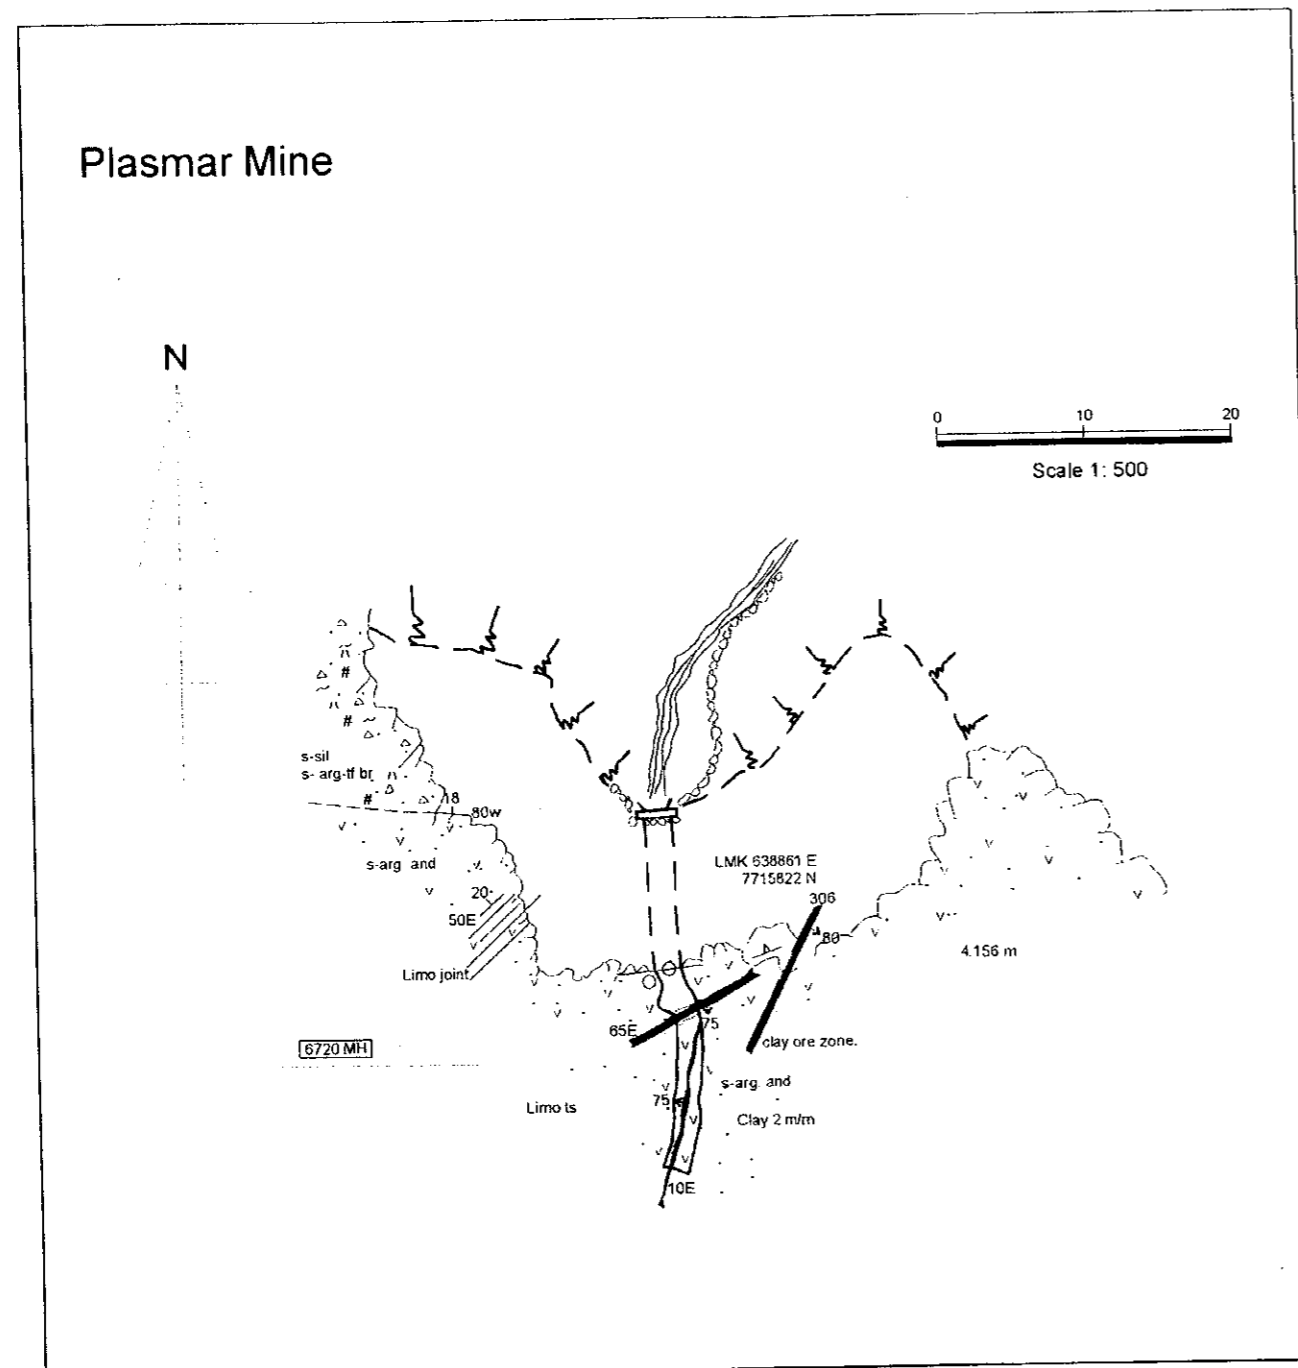 Plasmar Mine
N
0 10 20
Scale 1: 500
#
#
s-sil
s- arg-tf br
#
18
80w
s-arg and
LMK 638861 E
7715822 N
306
20
50E
80
4.156 m
Limo joint
65E
75
clay ore zone.
6720 MH
s-arg. and
75
Limo ts
Clay 2 m/m
10E